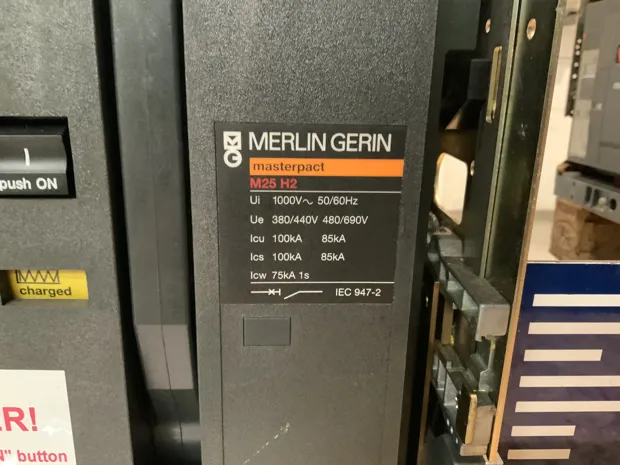 I
push ON
charged
ER!
N" button
MERLIN GERIN
masterpact
M25 H2
Ui 1000V~ 50/60Hz
Ue 380/440V 480/690V
Icu 100kA 85kA
Ics 100kA 85kA
Icw 75kA 1s
IEC 947-2